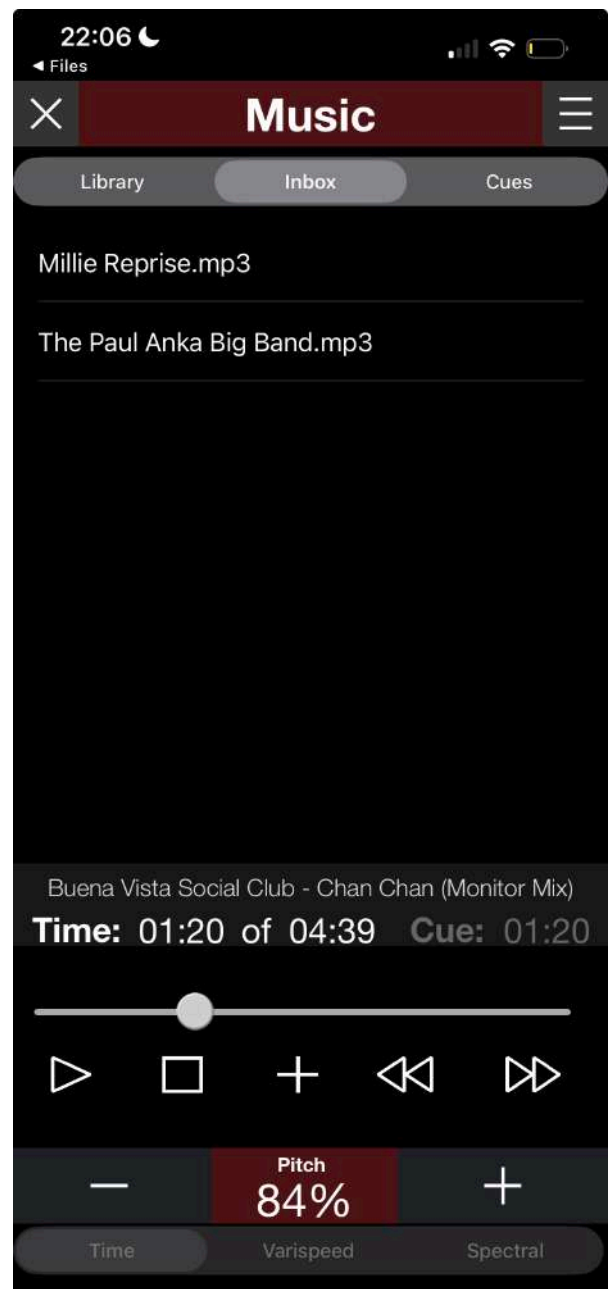 22:06
◀ Files
Music
Library Inbox Cues
Millie Reprise.mp3
The Paul Anka Big Band.mp3
Buena Vista Social Club - Chan Chan (Monitor Mix)
Time: 01:20 of 04:39 Cue: 01:20
Pitch
84%
Time Varispeed Spectral